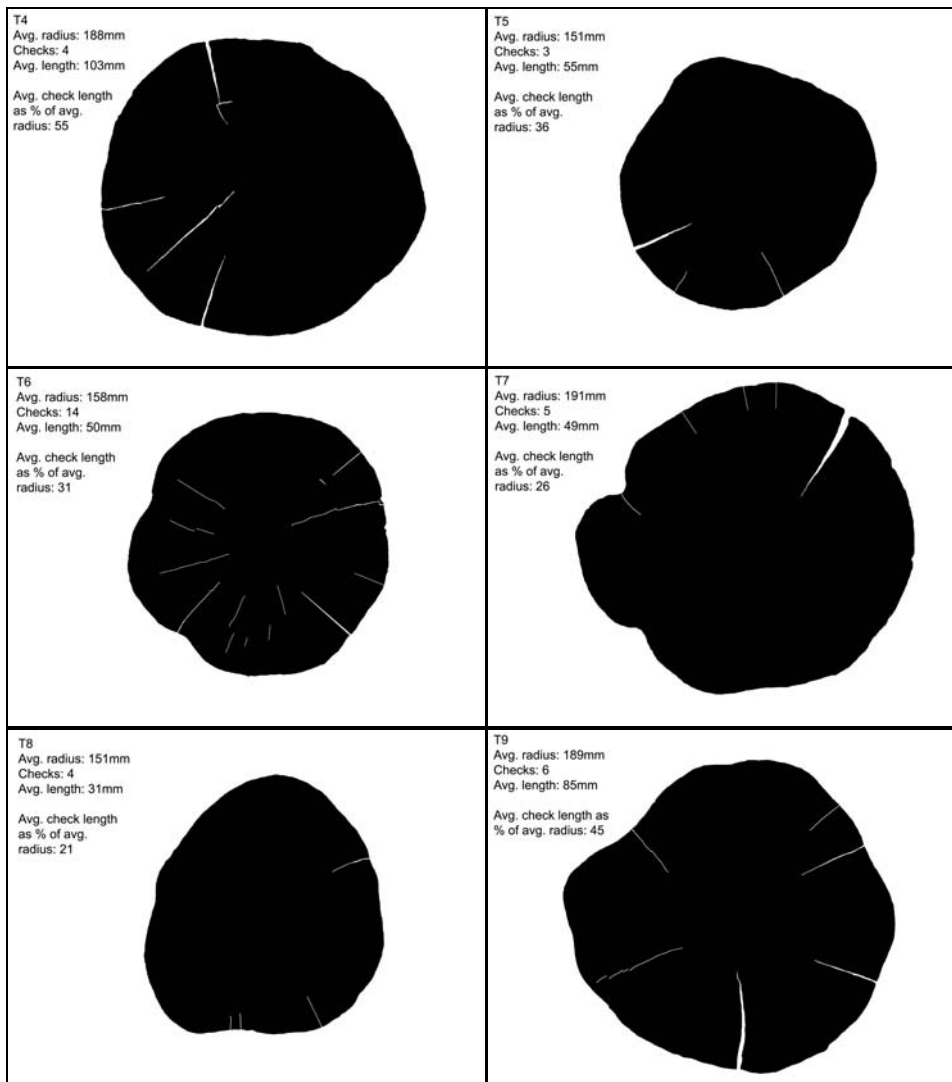 T4
Avg. radius: 188mm
Checks: 4
Avg. length: 103mm
Avg. check length
as % of avg.
radius: 55
T5
Avg. radius: 151mm
Checks: 3
Avg. length: 55mm
Avg. check length
as % of avg.
radius: 36
T6
Avg. radius: 158mm
Checks: 14
Avg. length: 50mm
Avg. check length
as % of avg.
radius: 31
T7
Avg. radius: 191mm
Checks: 5
Avg. length: 49mm
Avg. check length
as % of avg.
radius: 26
T8
Avg. radius: 151mm
Checks: 4
Avg. length: 31mm
Avg. check length
as % of avg.
radius: 21
T9
Avg. radius: 189mm
Checks: 6
Avg. length: 85mm
Avg. check length as
% of avg. radius: 45